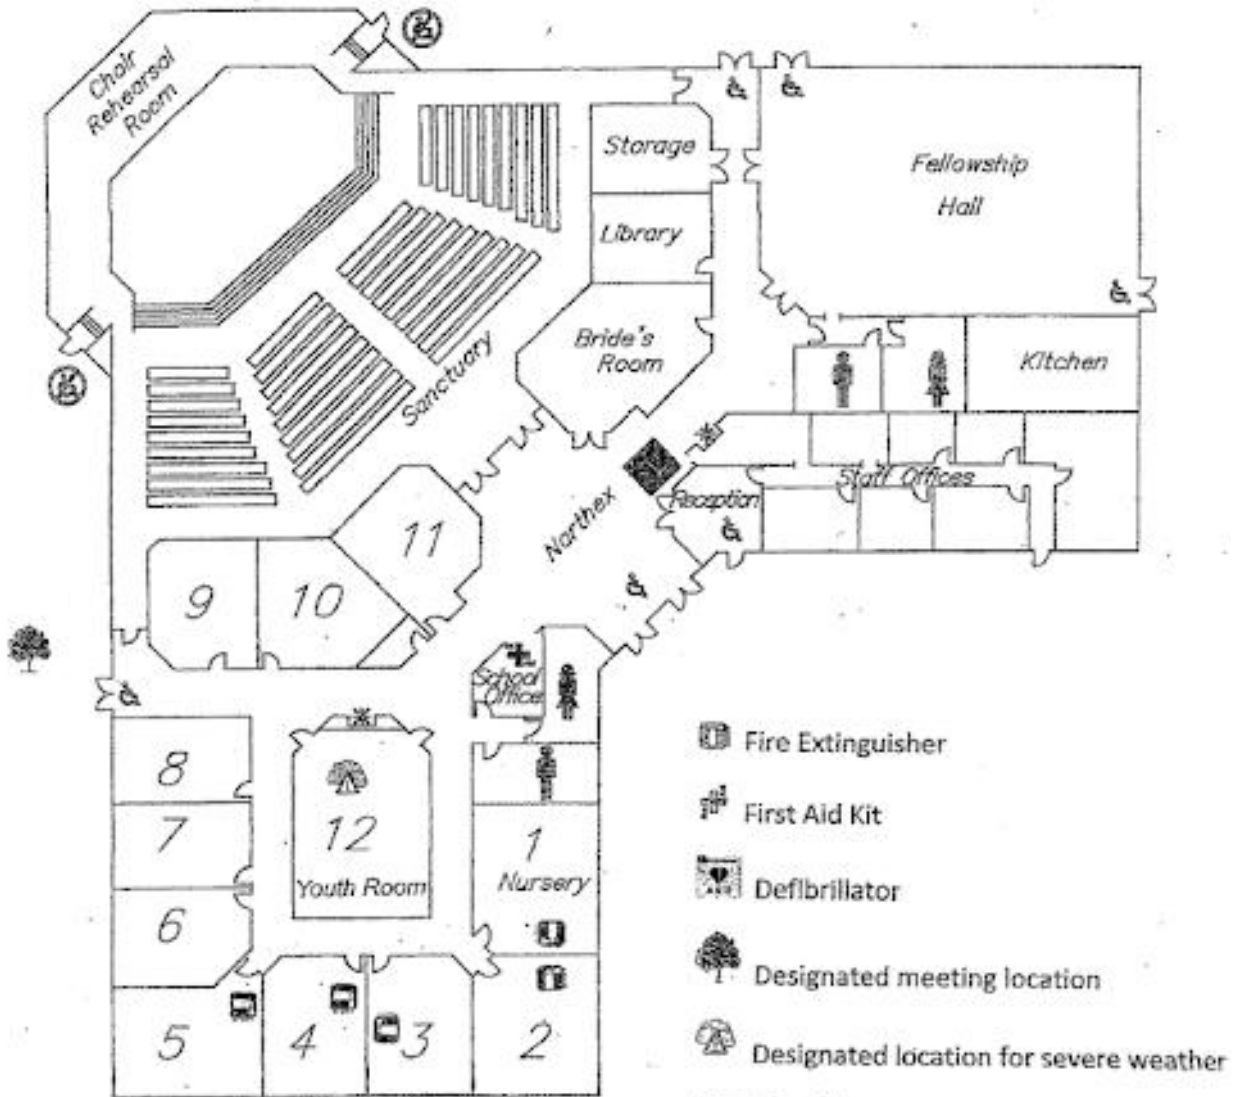 Choir
Rehearsal
Room
Storage
Library
Bride's
Room
Sanctuary
Fellowship
Hall
Kitchen
Staff Offices
Reception
Narthex
11
9
10
School
Office
8
7
6
5
4
3
2
12
Youth Room
1
Nursery
Fire Extinguisher
First Aid Kit
Defibrillator
Designated meeting location
Designated location for severe weather